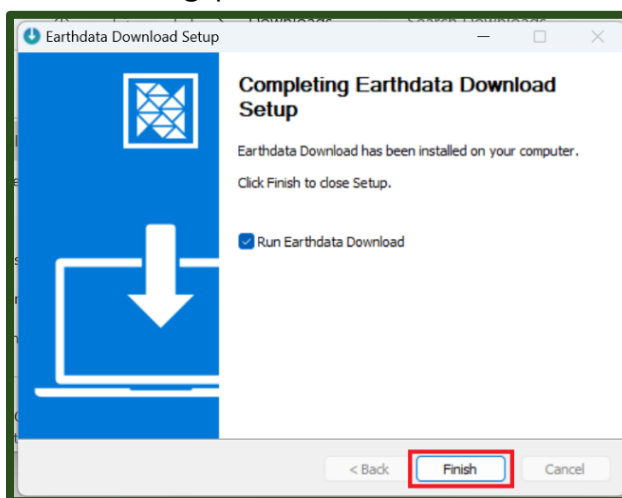 Earthdata Download Setup
Completing Earthdata Download
Setup
Earthdata Download has been installed on your computer.
Click Finish to close Setup.
Run Earthdata Download
< Back
Finish
Cancel